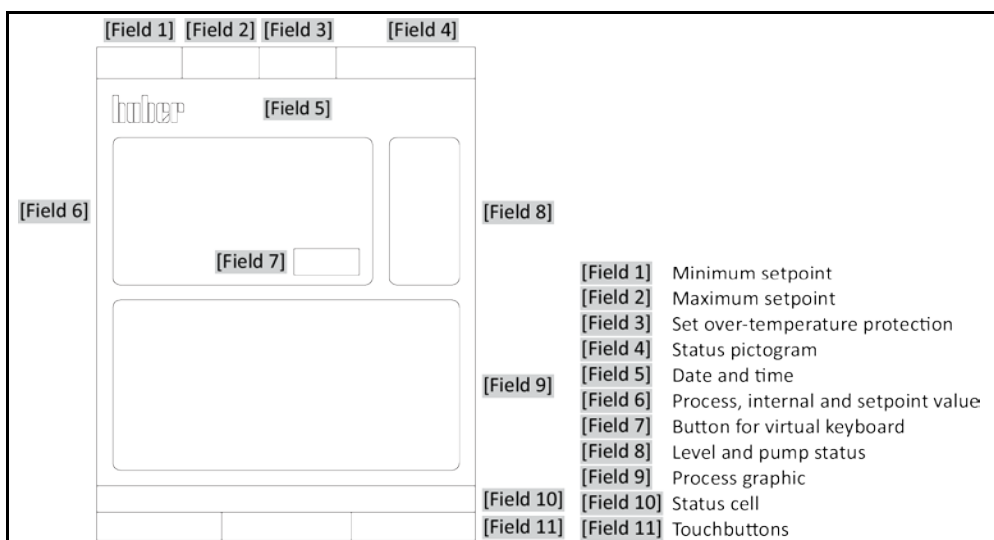 [Field 1] [Field 2] [Field 3] [Field 4]
huber [Field 5]
[Field 6] [Field 8]
[Field 7]
[Field 9]
[Field 10]
[Field 11]
[Field 1] Minimum setpoint
[Field 2] Maximum setpoint
[Field 3] Set over-temperature protection
[Field 4] Status pictogram
[Field 5] Date and time
[Field 6] Process, internal and setpoint value
[Field 7] Button for virtual keyboard
[Field 8] Level and pump status
[Field 9] Process graphic
[Field 10] Status cell
[Field 11] Touchbuttons